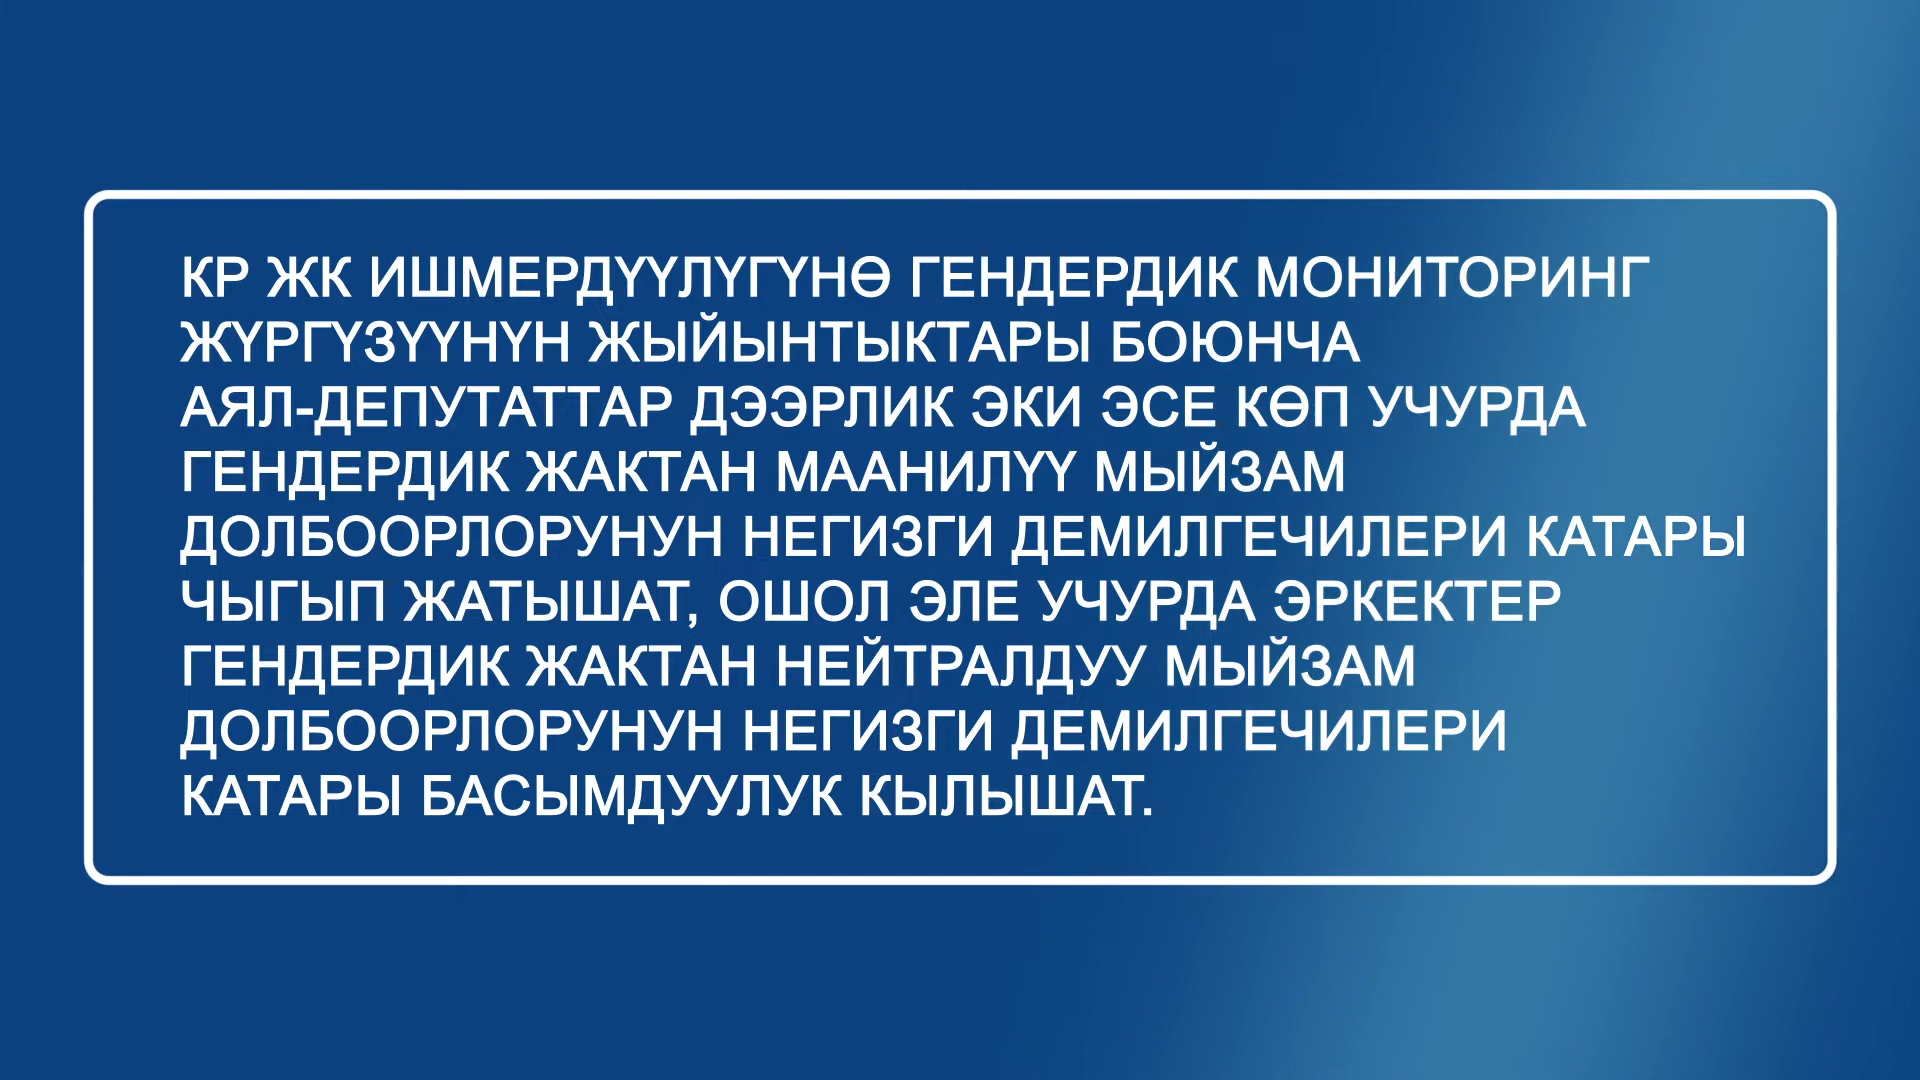 КР ЖК ИШМЕРДҮҮЛҮГҮНӨ ГЕНДЕРДИК МОНИТОРИНГ
ЖҮРГҮЗҮҮНҮН ЖЫЙЫНТЫКТАРЫ БОЮНЧА
АЯЛ-ДЕПУТАТТАР ДЭЭРЛИК ЭКИ ЭСЕ КӨП УЧУРДА
ГЕНДЕРДИК ЖАКТАН МААНИЛҮҮ МЫЙЗАМ
ДОЛБООРЛОРУНУН НЕГИЗГИ ДЕМИЛГЕЧИЛЕРИ КАТАРЫ
ЧЫГЫП ЖАТЫШАТ, ОШОЛ ЭЛЕ УЧУРДА ЭРКЕКТЕР
ГЕНДЕРДИК ЖАКТАН НЕЙТРАЛДУУ МЫЙЗАМ
ДОЛБООРЛОРУНУН НЕГИЗГИ ДЕМИЛГЕЧИЛЕРИ
КАТАРЫ БАСЫМДУУЛУК КЫЛЫШАТ.